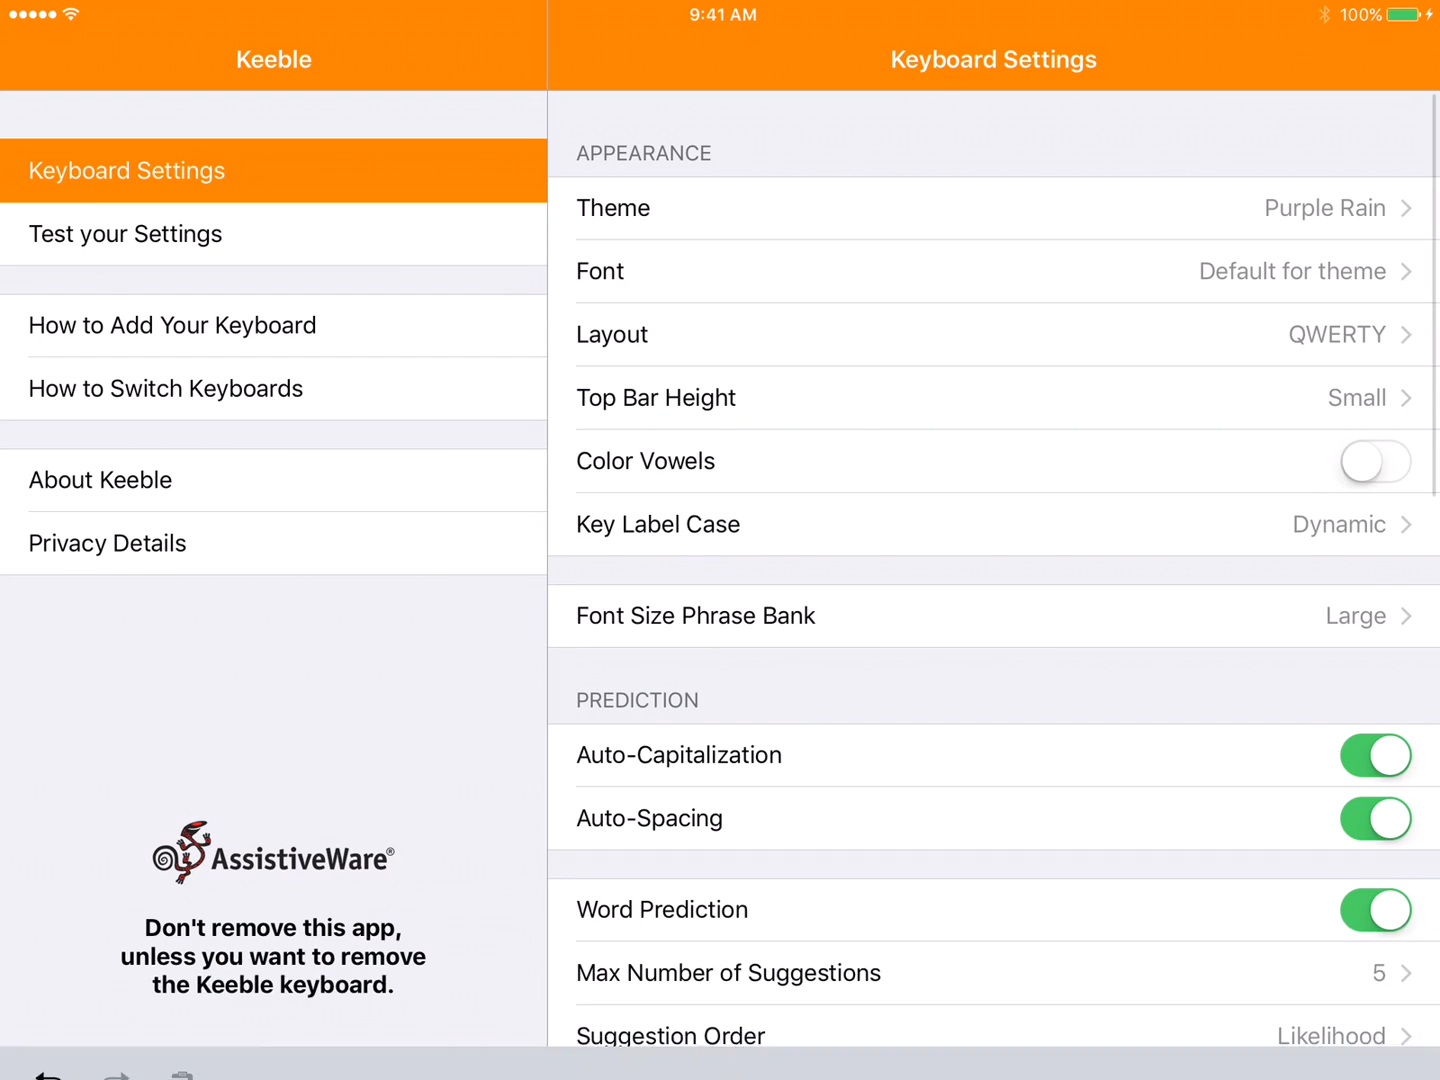 9:41 AM
100%
Keeble
Keyboard Settings
Keyboard Settings
Test your Settings
How to Add Your Keyboard
How to Switch Keyboards
About Keeble
Privacy Details
AssistiveWare®
Don't remove this app,
unless you want to remove
the Keeble keyboard.
APPEARANCE
Theme Purple Rain
Font Default for theme
Layout QWERTY
Top Bar Height Small
Color Vowels
Key Label Case Dynamic
Font Size Phrase Bank Large
PREDICTION
Auto-Capitalization
Auto-Spacing
Word Prediction
Max Number of Suggestions 5
Suggestion Order Likelihood